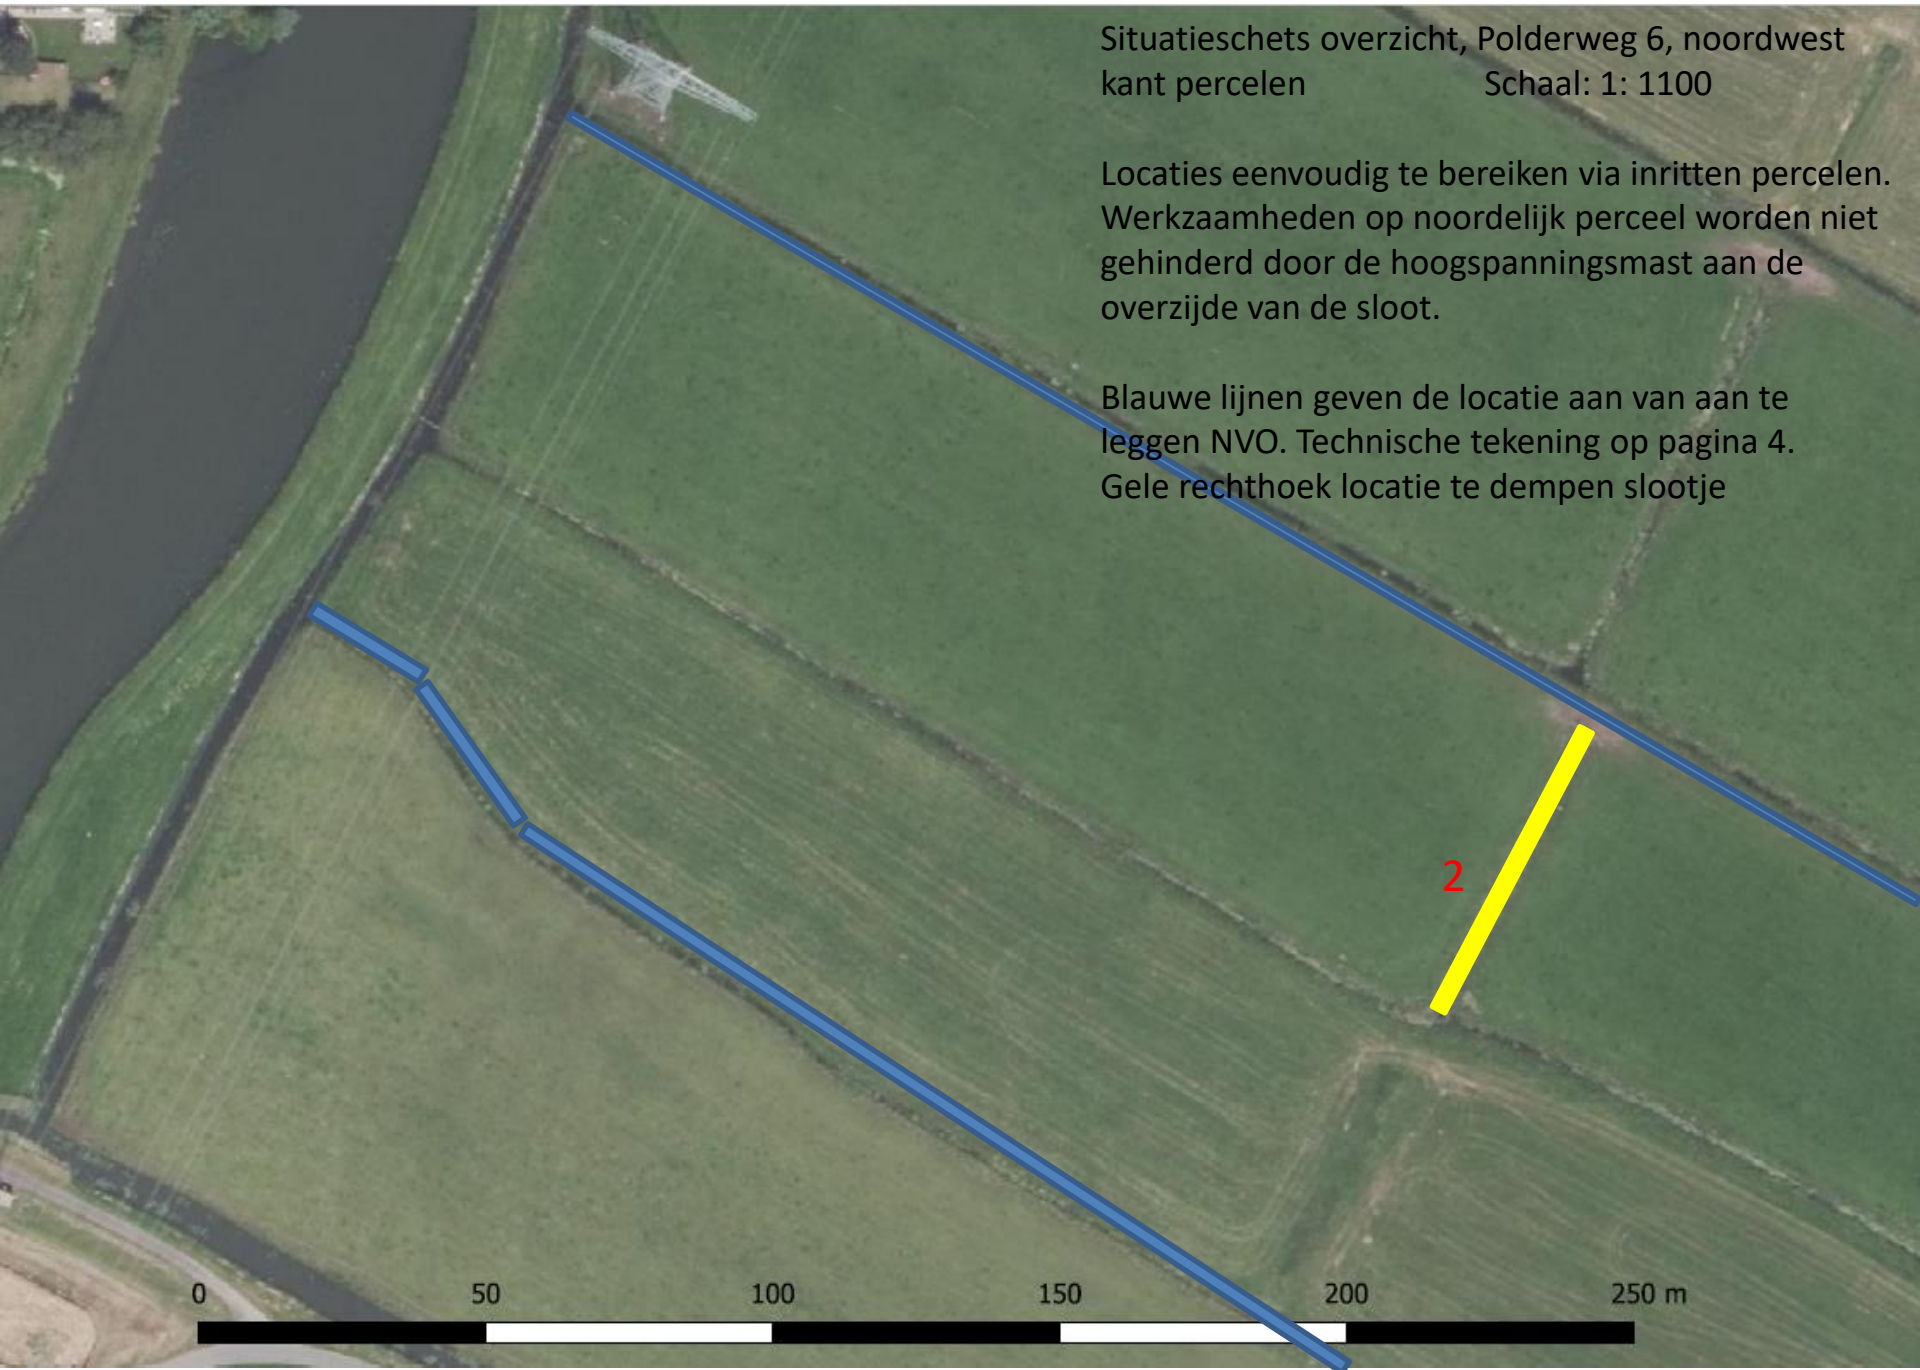 Situatieschets overzicht, Polderweg 6, noordwest
kant percelen Schaal: 1: 1100
Locaties eenvoudig te bereiken via inritten percelen.
Werkzaamheden op noordelijk perceel worden niet
gehinderd door de hoogspanningsmast aan de
overzijde van de sloot.
Blauwe lijnen geven de locatie aan van aan te
leggen NVO. Technische tekening op pagina 4.
Gele rechthoek locatie te dempen slootje
2
0 50 100 150 200 250 m